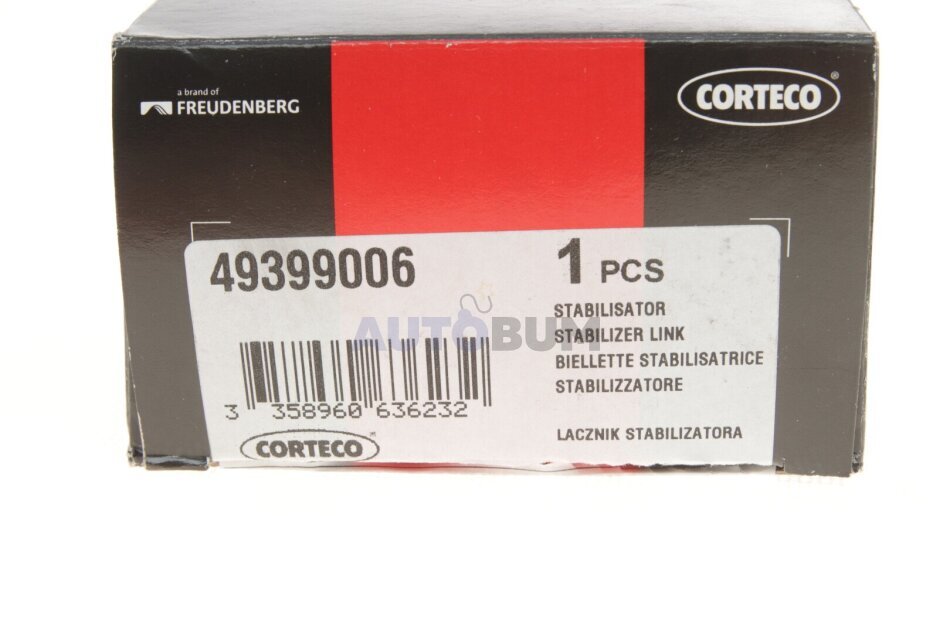 a brand of
FREUDENBERG
CORTECO®
49399006
1 PCS
STABILISATOR
STABILIZER LINK
BIELLETTE STABILISATRICE
STABILIZZATORE
LACZNIK STABILIZATORA
AUTOBUM
3 358960 636232
CORTECO